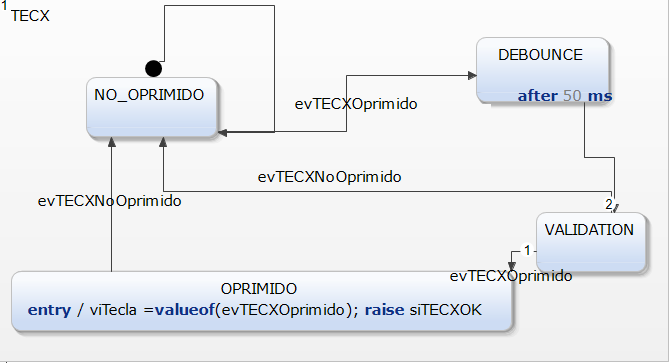 1
TECX
NO_OPRIMIDO
DEBOUNCE
after 50 ms
evTECXOprimido
evTECXNoOprimido
evTECXNoOprimido
2
VALIDATION
1
evTECXOprimido
OPRIMIDO
entry / viTecla =valueof(evTECXOprimido); raise siTECXOK